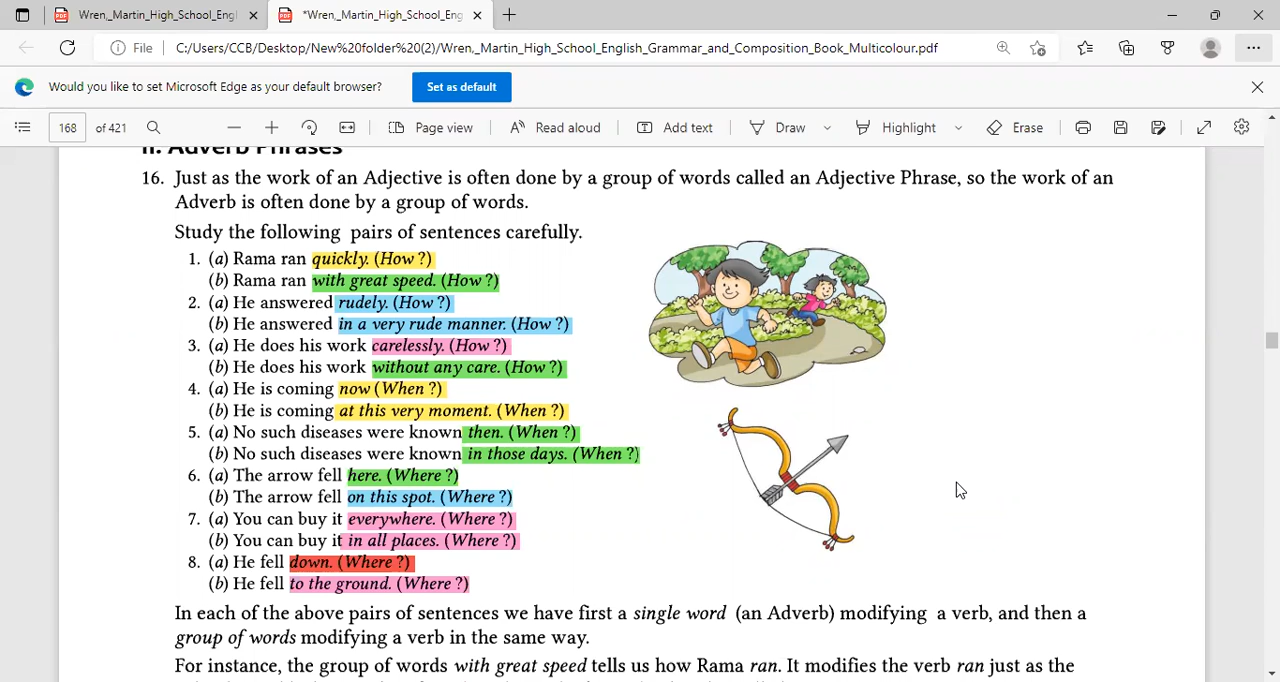 Wren,_Martin_High_School_Engl
*Wren,_Martin_High_School_Eng
File
C:/Users/CCB/Desktop/New%20folder%20(2)/Wren,_Martin_High_School_English_Grammar_and_Composition_Book_Multicolour.pdf
Would you like to set Microsoft Edge as your default browser? Set as default
168 of 421 Page view Read aloud Add text Draw Highlight Erase
II. Adverb Phrases
16. Just as the work of an Adjective is often done by a group of words called an Adjective Phrase, so the work of an
Adverb is often done by a group of words.
Study the following pairs of sentences carefully.
1. (a) Rama ran quickly. (How ?)
(b) Rama ran with great speed. (How ?)
2. (a) He answered rudely. (How ?)
(b) He answered in a very rude manner. (How ?)
3. (a) He does his work carelessly. (How ?)
(b) He does his work without any care. (How ?)
4. (a) He is coming now (When ?)
(b) He is coming at this very moment. (When ?)
5. (a) No such diseases were known then. (When ?)
(b) No such diseases were known in those days. (When ?)
6. (a) The arrow fell here. (Where ?)
(b) The arrow fell on this spot. (Where ?)
7. (a) You can buy it everywhere. (Where ?)
(b) You can buy it in all places. (Where ?)
8. (a) He fell down. (Where ?)
(b) He fell to the ground. (Where ?)
In each of the above pairs of sentences we have first a single word (an Adverb) modifying a verb, and then a
group of words modifying a verb in the same way.
For instance, the group of words with great speed tells us how Rama ran. It modifies the verb ran just as the